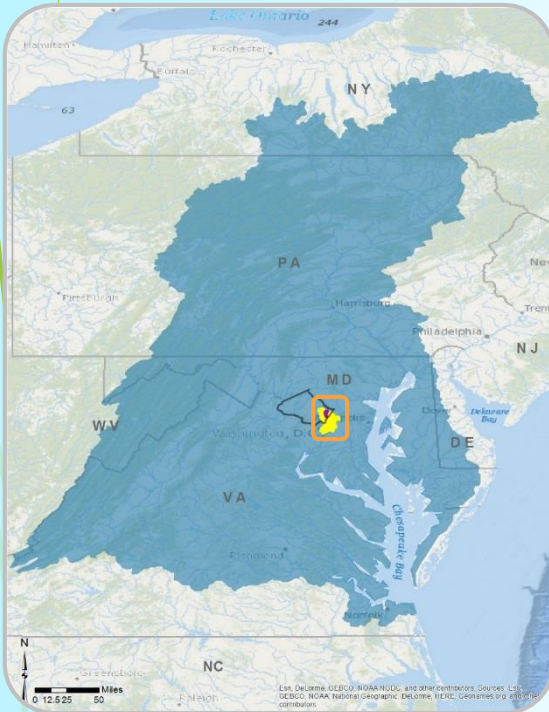 Lake Ontario
244
Hamilton
Rochester
NY
63
PA
Pittsburgh
Harrisburg
Philadelphia
NJ
MD
Delaware
Bay
WV
Washington, D
DE
VA
Chesapeake Bay
Richmond
Norfolk
N
NC
Greensboro
Raleigh
Miles
0 12.5 25 50
Esri, DeLorme, GEBCO, NOAA NGDC, and other contributors, Sources: Esri,
GEBCO, NOAA, National Geographic, DeLorme, HERE, Geonames.org, and other
contributors